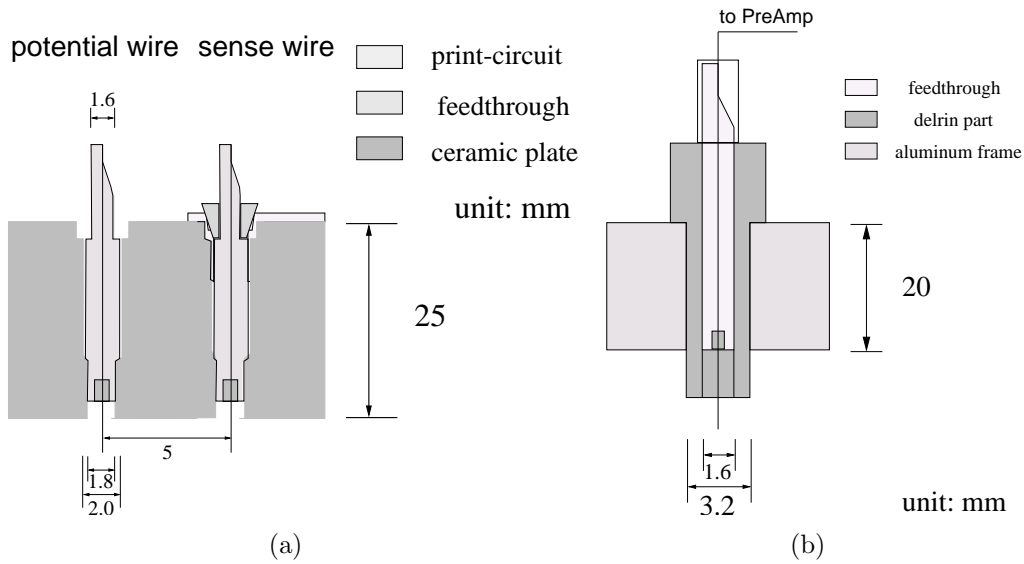 potential wire sense wire
print-circuit
feedthrough
ceramic plate
unit: mm
1.6
25
5
1.8
2.0
(a)
to PreAmp
feedthrough
delrin part
aluminum frame
20
1.6
3.2
unit: mm
(b)